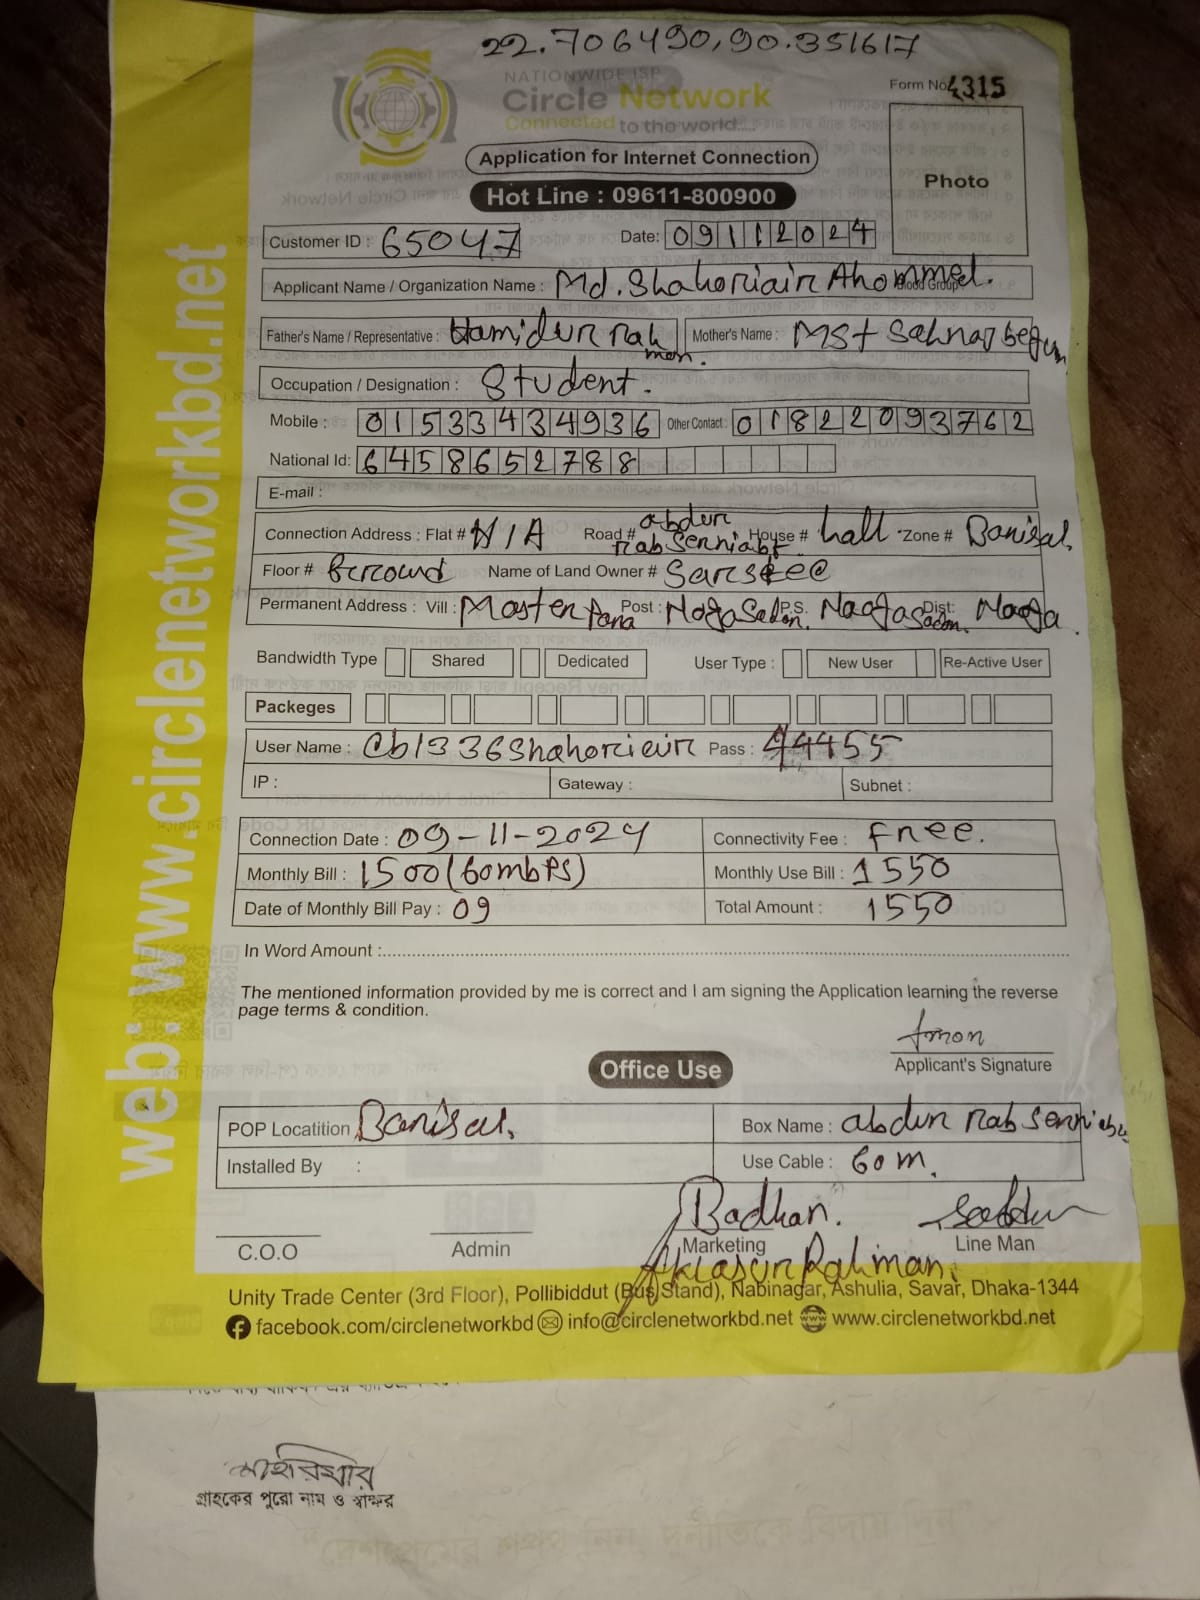 22.706490,90.351617
NATIONWIDE ISP
Circle Network
Connected to the world.....
Form No 4315
Application for Internet Connection
Photo
Hot Line : 09611-800900
Customer ID : 65047 Date: 09112024
Applicant Name / Organization Name : Md. Shahoriair Ahommed.
Blood Group
Father's Name / Representative : Hamidur rahmon. Mother's Name : MSt Sahnaj begum
Occupation / Designation : Student.
Mobile : 01533434936 Other Contact : 01822093762
National Id: 6458652788
E-mail :
Connection Address : Flat # N/A Road # abdur rab Serniabt House # hall Zone # Barisal.
Floor # Ground Name of Land Owner #
Permanent Address : Vill : Master Para Post : P.S. Dist:
Bandwidth Type Shared Dedicated User Type : New User Re-Active User
Packeges
User Name : cb1336Shahorieir Pass : 44455
IP : Gateway : Subnet :
Connection Date : 09-11-2024 Connectivity Fee : Free.
Monthly Bill : 1500(60mbps) Monthly Use Bill : 1550
Date of Monthly Bill Pay : 09 Total Amount : 1550
In Word Amount :
The mentioned information provided by me is correct and I am signing the Application learning the reverse
page terms & condition.
Applicant's Signature
Office Use
POP Locatition Barisal. Box Name : abdur rab Serniabt
Installed By : Use Cable : 60 m.
Badhan.
C.O.O Admin Marketing Line Man
Rahman.
Unity Trade Center (3rd Floor), Pollibiddut (Bus Stand), Nabinagar, Ashulia, Savar, Dhaka-1344
facebook.com/circlenetworkbd info@circlenetworkbd.net www.circlenetworkbd.net
web: www.circlenetworkbd.net
শাহরিয়ার
গ্রাহকের পুরো নাম ও স্বাক্ষর